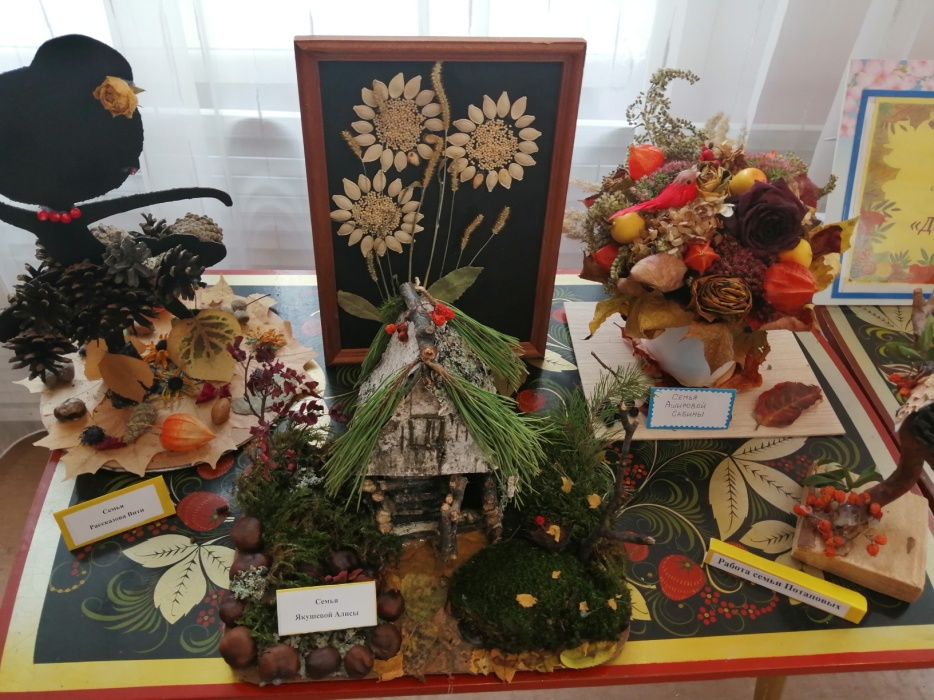 Семья
Рассказова Вити
Семья
Якушевой Алисы
Семья
Ашировой
Сабины
Работа семьи Потаповых